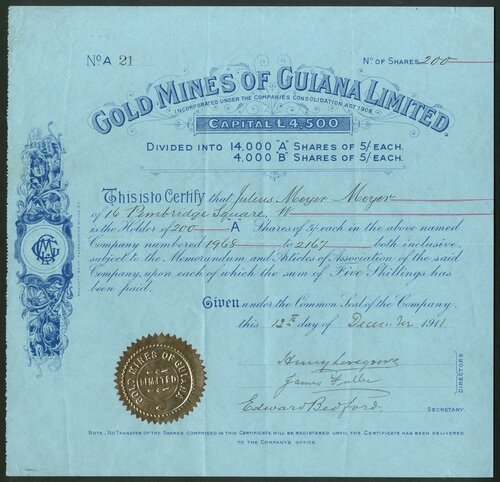 No A 21
No. OF SHARES 200
GOLD MINES OF GUIANA LIMITED.
INCORPORATED UNDER THE COMPANIES CONSOLIDATION ACT 1908.
CAPITAL £4,500
DIVIDED INTO 14,000 "A" SHARES OF 5/ EACH.
4,000 "B" SHARES OF 5/ EACH.
This is to Certify that Julius Meyer Meyer
of 16 Pembridge Square, W
is the Holder of 200 "A" Shares of 5/ each in the above named
Company numbered 1968 to 2167 both inclusive,
subject to the Memorandum and Articles of Association of the said
Company, upon each of which the sum of Five Shillings has
been paid.
Given under the Common Seal of the Company,
this 12th day of December 1911
Henry
James Fuller
DIRECTORS.
Edward Bedford. SECRETARY.
GOLD MINES OF GUIANA
LIMITED
NOTE. NO TRANSFER OF THE SHARES COMPRISED IN THIS CERTIFICATE WILL BE REGISTERED UNTIL THE CERTIFICATE HAS BEEN DELIVERED
TO THE COMPANY'S OFFICE.